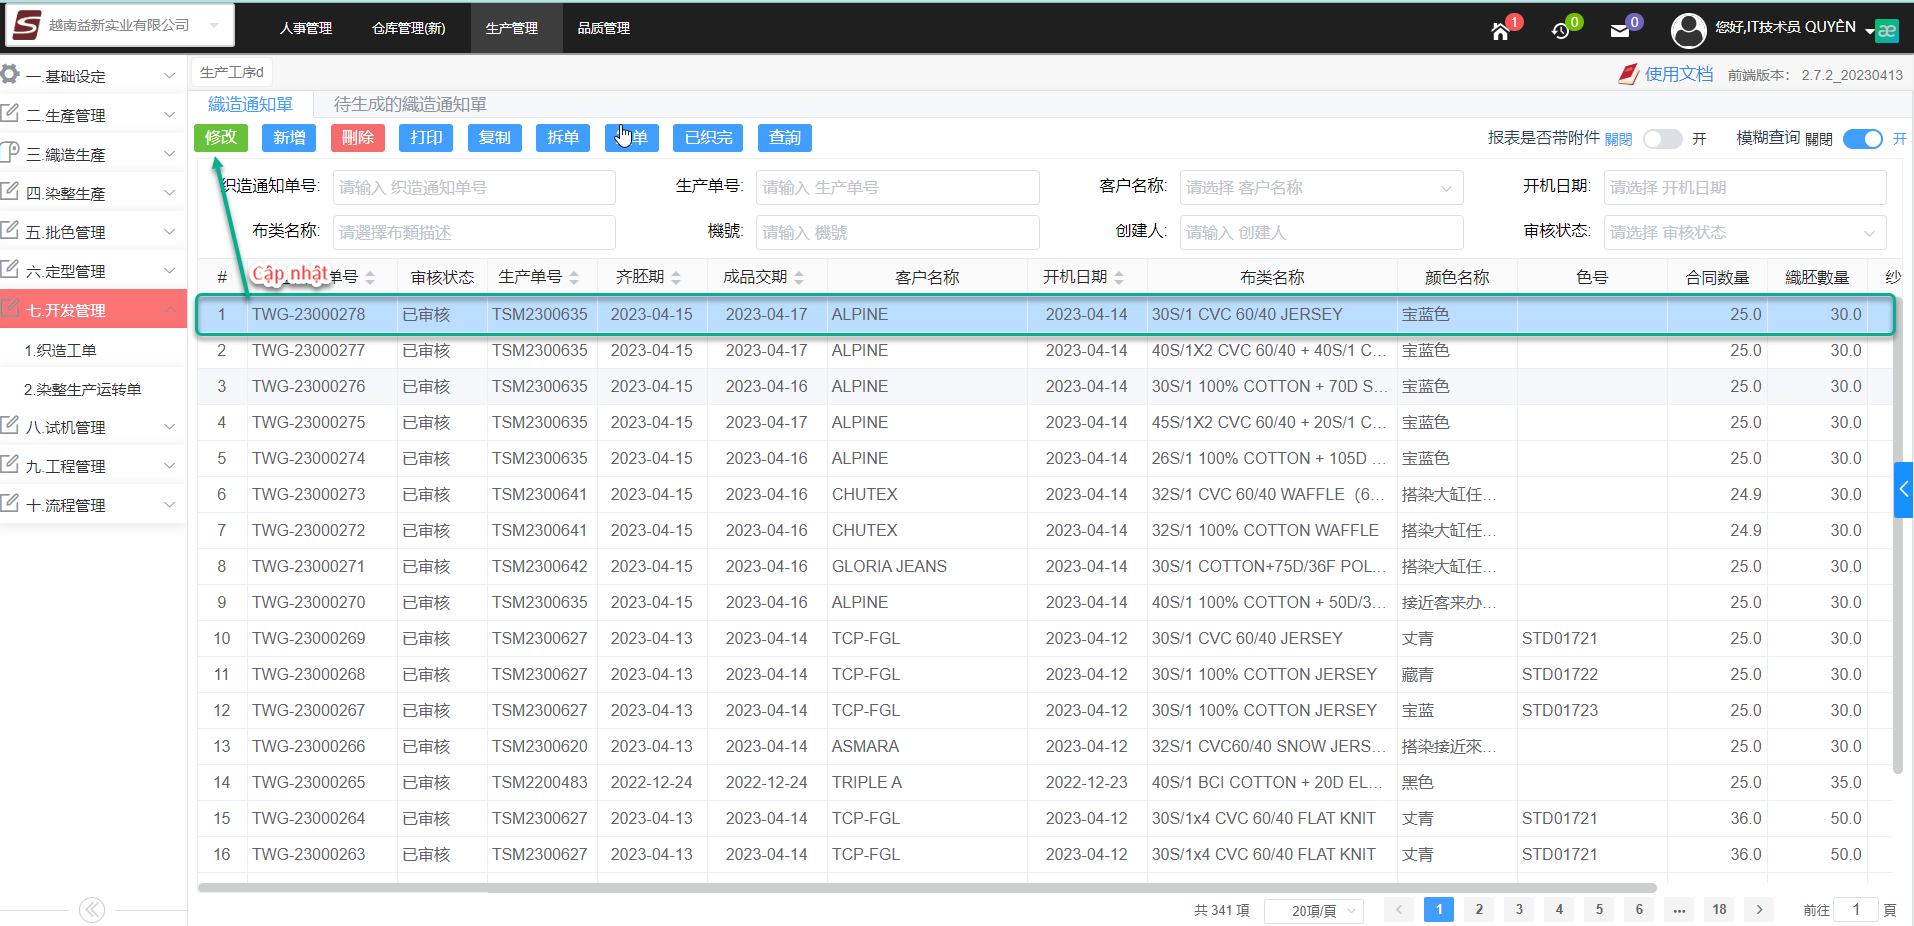 越南益新实业有限公司 人事管理 仓库管理(新) 生产管理 品质管理 1 0 0 您好,IT技术员 QUYÊN æ
生产工序d 使用文档 前端版本: 2.7.2_20230413
一.基础设定
二.生產管理
三.織造生產
四.染整生產
五.批色管理
六.定型管理
七.开发管理
1.织造工单
2.染整生产运转单
八.试机管理
九.工程管理
十.流程管理
織造通知單 待生成的織造通知單
修改 新增 刪除 打印 复制 拆单 单 已织完 查詢 报表是否带附件 關閉 开 模糊查询 關閉 开
织造通知单号: 请输入 织造通知单号 生产单号: 请输入 生产单号 客户名称: 请选择 客户名称 开机日期: 请选择 开机日期
布类名称: 请選擇布類描述 機號: 请输入 機號 创建人: 请输入 创建人 审核状态: 请选择 审核状态
Cập nhật
# 单号 审核状态 生产单号 齐胚期 成品交期 客户名称 开机日期 布类名称 颜色名称 色号 合同数量 織胚數量 纱
1 TWG-23000278 已审核 TSM2300635 2023-04-15 2023-04-17 ALPINE 2023-04-14 30S/1 CVC 60/40 JERSEY 宝蓝色 25.0 30.0
2 TWG-23000277 已审核 TSM2300635 2023-04-15 2023-04-17 ALPINE 2023-04-14 40S/1X2 CVC 60/40 + 40S/1 C... 宝蓝色 25.0 30.0
3 TWG-23000276 已审核 TSM2300635 2023-04-15 2023-04-16 ALPINE 2023-04-14 30S/1 100% COTTON + 70D S... 宝蓝色 25.0 30.0
4 TWG-23000275 已审核 TSM2300635 2023-04-15 2023-04-17 ALPINE 2023-04-14 45S/1X2 CVC 60/40 + 20S/1 C... 宝蓝色 25.0 30.0
5 TWG-23000274 已审核 TSM2300635 2023-04-15 2023-04-16 ALPINE 2023-04-14 26S/1 100% COTTON + 105D ... 宝蓝色 25.0 30.0
6 TWG-23000273 已审核 TSM2300641 2023-04-15 2023-04-16 CHUTEX 2023-04-14 32S/1 CVC 60/40 WAFFLE（6... 搭染大缸任... 24.9 30.0
7 TWG-23000272 已审核 TSM2300641 2023-04-15 2023-04-16 CHUTEX 2023-04-14 32S/1 100% COTTON WAFFLE 搭染大缸任... 24.9 30.0
8 TWG-23000271 已审核 TSM2300642 2023-04-15 2023-04-16 GLORIA JEANS 2023-04-14 30S/1 COTTON+75D/36F POL... 搭染大缸任... 25.0 30.0
9 TWG-23000270 已审核 TSM2300635 2023-04-15 2023-04-16 ALPINE 2023-04-14 40S/1 100% COTTON + 50D/3... 接近客来办... 25.0 30.0
10 TWG-23000269 已审核 TSM2300627 2023-04-13 2023-04-14 TCP-FGL 2023-04-12 30S/1 CVC 60/40 JERSEY 丈青 STD01721 25.0 30.0
11 TWG-23000268 已审核 TSM2300627 2023-04-13 2023-04-14 TCP-FGL 2023-04-12 30S/1 100% COTTON JERSEY 藏青 STD01722 25.0 30.0
12 TWG-23000267 已审核 TSM2300627 2023-04-13 2023-04-14 TCP-FGL 2023-04-12 30S/1 100% COTTON JERSEY 宝蓝 STD01723 25.0 30.0
13 TWG-23000266 已审核 TSM2300620 2023-04-13 2023-04-14 ASMARA 2023-04-12 32S/1 CVC60/40 SNOW JERS... 搭染接近來... 25.0 30.0
14 TWG-23000265 已审核 TSM2200483 2022-12-24 2022-12-24 TRIPLE A 2022-12-23 40S/1 BCI COTTON + 20D EL... 黑色 25.0 35.0
15 TWG-23000264 已审核 TSM2300627 2023-04-13 2023-04-14 TCP-FGL 2023-04-12 30S/1x4 CVC 60/40 FLAT KNIT 丈青 STD01721 36.0 50.0
16 TWG-23000263 已审核 TSM2300627 2023-04-13 2023-04-14 TCP-FGL 2023-04-12 30S/1x4 CVC 60/40 FLAT KNIT 丈青 STD01721 36.0 50.0
共 341 項 20項/頁 1 2 3 4 5 6 ... 18 前往 1 頁